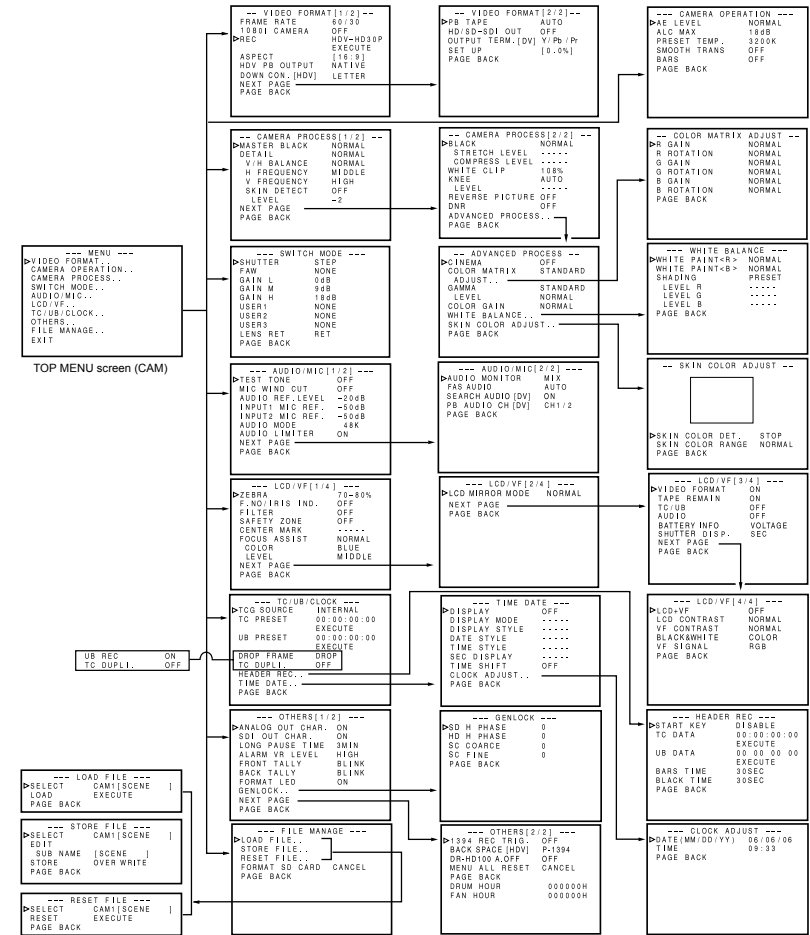 -- VIDEO FORMAT[1/2] --
FRAME RATE 60/30
1080I CAMERA OFF
▷REC HDV-HD30P
EXECUTE
ASPECT [16:9]
HDV PB OUTPUT NATIVE
DOWN CON.[HDV] LETTER
NEXT PAGE
PAGE BACK
-- VIDEO FORMAT[2/2] --
▷PB TAPE AUTO
HD/SD-SDI OUT OFF
OUTPUT TERM.[DV] Y/Pb/Pr
SET UP [0.0%]
PAGE BACK
--- CAMERA OPERATION ---
▷AE LEVEL NORMAL
ALC MAX 18dB
PRESET TEMP. 3200K
SMOOTH TRANS OFF
BARS OFF
PAGE BACK
-- CAMERA PROCESS[1/2] --
▷MASTER BLACK NORMAL
DETAIL NORMAL
V/H BALANCE NORMAL
H FREQUENCY MIDDLE
V FREQUENCY HIGH
SKIN DETECT OFF
LEVEL -2
NEXT PAGE
PAGE BACK
-- CAMERA PROCESS[2/2] --
▷BLACK NORMAL
STRETCH LEVEL -----
COMPRESS LEVEL -----
WHITE CLIP 108%
KNEE AUTO
LEVEL -----
REVERSE PICTURE OFF
DNR OFF
ADVANCED PROCESS..
PAGE BACK
-- COLOR MATRIX ADJUST --
▷R GAIN NORMAL
R ROTATION NORMAL
G GAIN NORMAL
G ROTATION NORMAL
B GAIN NORMAL
B ROTATION NORMAL
PAGE BACK
--- MENU ---
▷VIDEO FORMAT..
CAMERA OPERATION..
CAMERA PROCESS..
SWITCH MODE..
AUDIO/MIC..
LCD/VF..
TC/UB/CLOCK..
OTHERS..
FILE MANAGE..
EXIT
TOP MENU screen (CAM)
--- SWITCH MODE ---
▷SHUTTER STEP
FAW NONE
GAIN L 0dB
GAIN M 9dB
GAIN H 18dB
USER1 NONE
USER2 NONE
USER3 NONE
LENS RET RET
PAGE BACK
-- ADVANCED PROCESS --
▷CINEMA OFF
COLOR MATRIX STANDARD
ADJUST..
GAMMA STANDARD
LEVEL NORMAL
COLOR GAIN NORMAL
WHITE BALANCE..
SKIN COLOR ADJUST..
PAGE BACK
--- WHITE BALANCE ---
▷WHITE PAINT<R> NORMAL
WHITE PAINT<B> NORMAL
SHADING PRESET
LEVEL R -----
LEVEL G -----
LEVEL B -----
PAGE BACK
--- AUDIO/MIC[1/2] ---
▷TEST TONE OFF
MIC WIND CUT OFF
AUDIO REF.LEVEL -20dB
INPUT1 MIC REF. -50dB
INPUT2 MIC REF. -50dB
AUDIO MODE 48K
AUDIO LIMITER ON
NEXT PAGE
PAGE BACK
--- AUDIO/MIC[2/2] ---
▷AUDIO MONITOR MIX
FAS AUDIO AUTO
SEARCH AUDIO[DV] ON
PB AUDIO CH[DV] CH1/2
PAGE BACK
-- SKIN COLOR ADJUST --
▷SKIN COLOR DET. STOP
SKIN COLOR RANGE NORMAL
PAGE BACK
--- LCD/VF[1/4] ---
▷ZEBRA 70-80%
F.NO/IRIS IND. OFF
FILTER OFF
SAFETY ZONE OFF
CENTER MARK -----
FOCUS ASSIST NORMAL
COLOR BLUE
LEVEL MIDDLE
NEXT PAGE
PAGE BACK
--- LCD/VF[2/4] ---
▷LCD MIRROR MODE NORMAL
NEXT PAGE
PAGE BACK
--- LCD/VF[3/4] ---
▷VIDEO FORMAT ON
TAPE REMAIN ON
TC/UB OFF
AUDIO OFF
BATTERY INFO VOLTAGE
SHUTTER DISP. SEC
NEXT PAGE
PAGE BACK
--- TC/UB/CLOCK ---
▷TCG SOURCE INTERNAL
TC PRESET 00:00:00:00
EXECUTE
UB PRESET 00:00:00:00
EXECUTE
DROP FRAME DROP
TC DUPLI. OFF
HEADER REC..
TIME DATE..
PAGE BACK
UB REC ON
TC DUPLI. OFF
--- TIME DATE ---
▷DISPLAY OFF
DISPLAY MODE -----
DISPLAY STYLE -----
DATE STYLE -----
TIME STYLE -----
SEC DISPLAY -----
TIME SHIFT OFF
CLOCK ADJUST..
PAGE BACK
--- LCD/VF[4/4] ---
▷LCD+VF OFF
LCD CONTRAST NORMAL
VF CONTRAST NORMAL
BLACK&WHITE COLOR
VF SIGNAL RGB
PAGE BACK
--- OTHERS[1/2] ---
▷ANALOG OUT CHAR. ON
SDI OUT CHAR. ON
LONG PAUSE TIME 3MIN
ALARM VR LEVEL HIGH
FRONT TALLY BLINK
BACK TALLY BLINK
FORMAT LED ON
GENLOCK..
NEXT PAGE
PAGE BACK
--- GENLOCK ---
▷SD H PHASE 0
HD H PHASE 0
SC COARCE 0
SC FINE 0
PAGE BACK
--- HEADER REC ---
▷START KEY DISABLE
TC DATA 00:00:00:00
EXECUTE
UB DATA 00 00 00 00
EXECUTE
BARS TIME 30SEC
BLACK TIME 30SEC
PAGE BACK
--- LOAD FILE ---
▷SELECT CAM1[SCENE ]
LOAD EXECUTE
PAGE BACK
--- STORE FILE ---
▷SELECT CAM1[SCENE ]
EDIT
SUB NAME [SCENE ]
STORE OVER WRITE
PAGE BACK
--- RESET FILE ---
▷SELECT CAM1[SCENE ]
RESET EXECUTE
PAGE BACK
--- FILE MANAGE ---
▷LOAD FILE..
STORE FILE..
RESET FILE..
FORMAT SD CARD CANCEL
PAGE BACK
--- OTHERS[2/2] ---
▷1394 REC TRIG. OFF
BACK SPACE[HDV] P-1394
DR-HD100 A.OFF OFF
MENU ALL RESET CANCEL
PAGE BACK
DRUM HOUR 000000H
FAN HOUR 000000H
--- CLOCK ADJUST ---
▷DATE(MM/DD/YY) 06/06/06
TIME 09:33
PAGE BACK